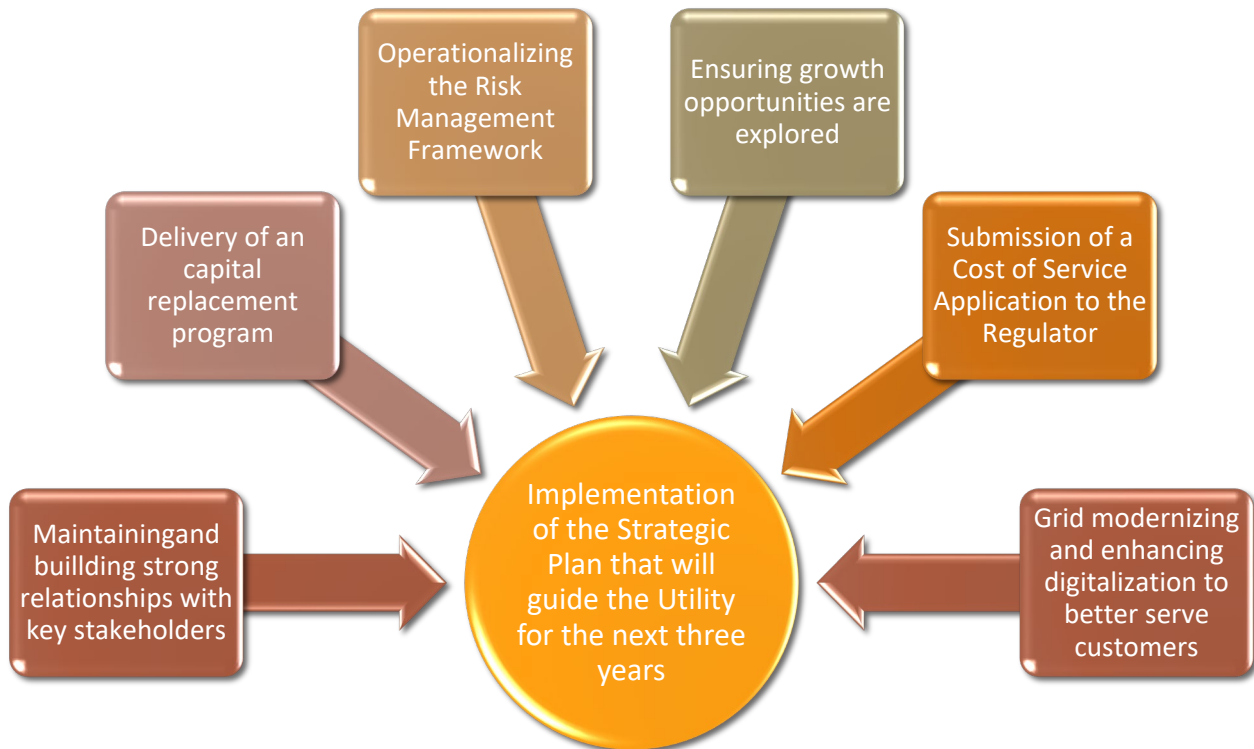 Operationalizing
the Risk
Management
Framework
Ensuring growth
opportunities are
explored
Delivery of an
capital
replacement
program
Submission of a
Cost of Service
Application to the
Regulator
Maintainingand
buillding strong
relationships with
key stakeholders
Implementation
of the Strategic
Plan that will
guide the Utility
for the next three
years
Grid modernizing
and enhancing
digitalization to
better serve
customers